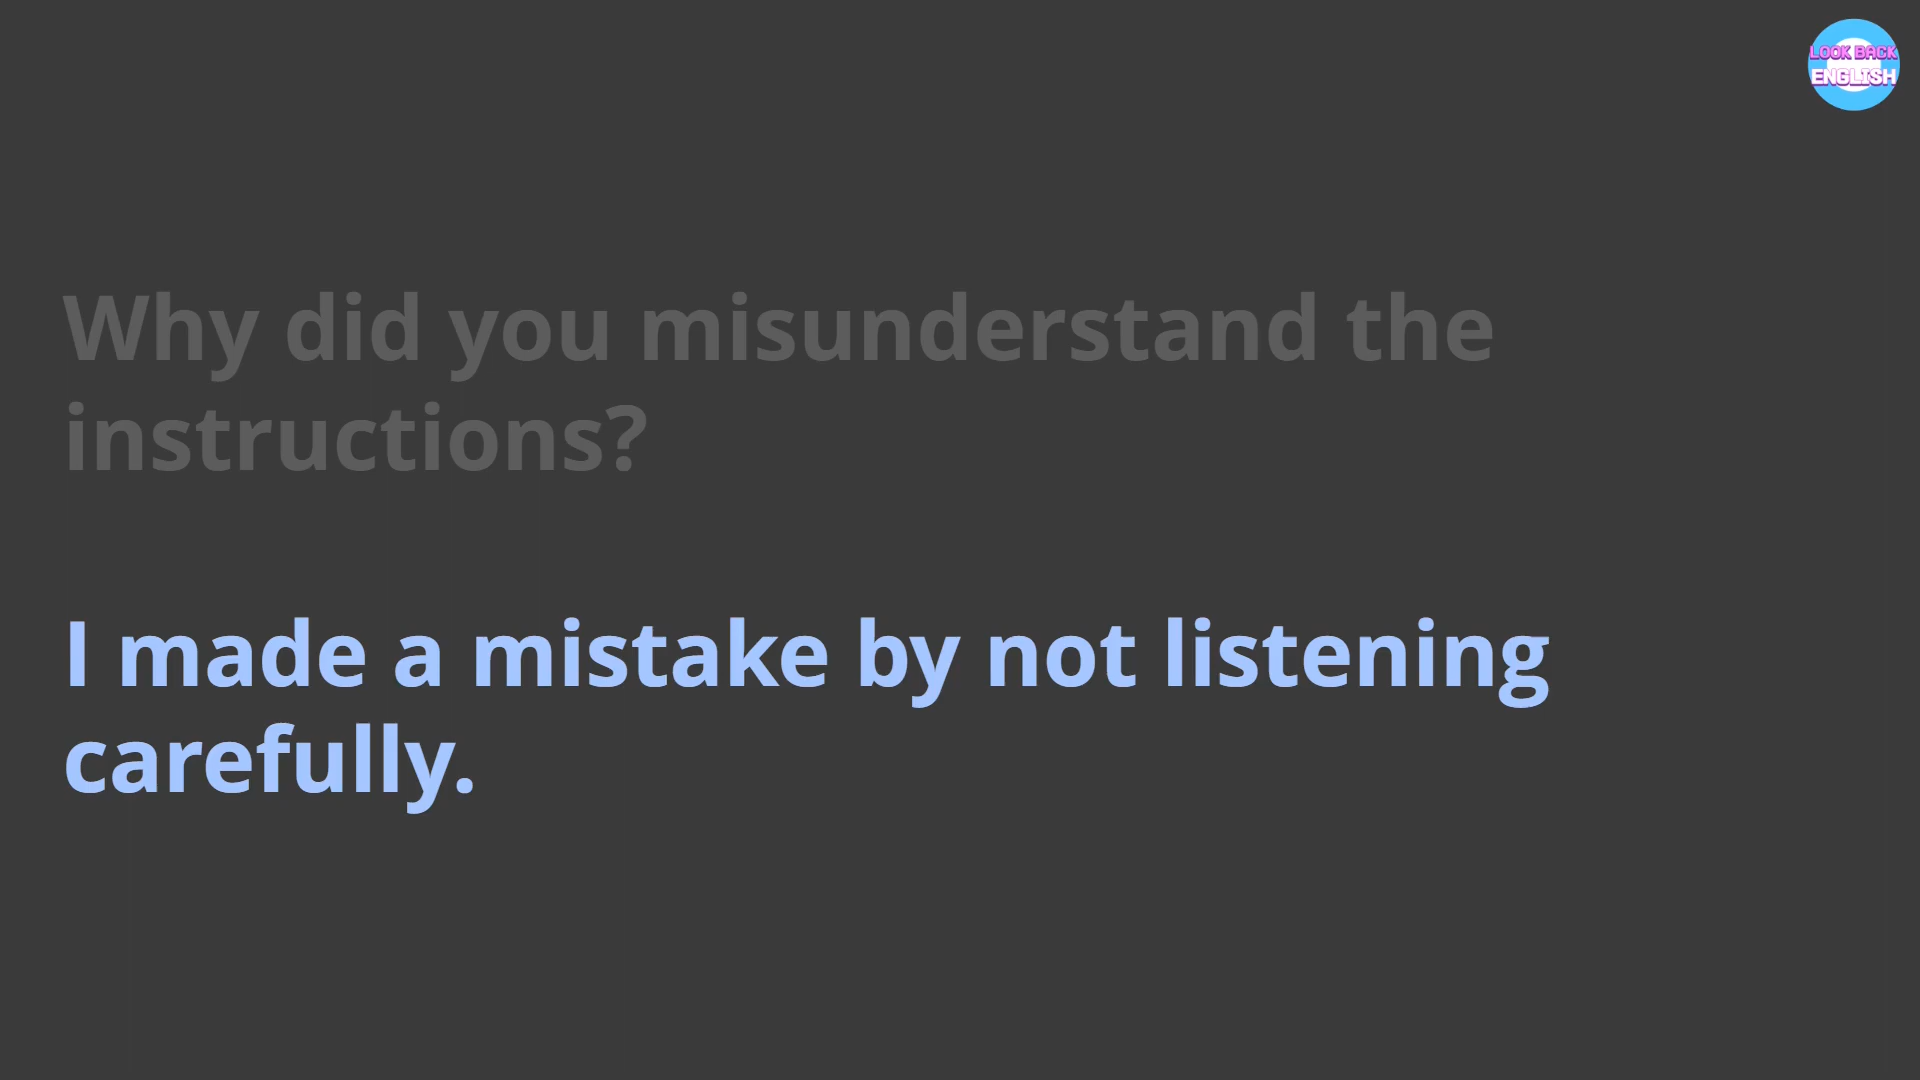 LOOK BACK
ENGLISH
Why did you misunderstand the
instructions?
I made a mistake by not listening
carefully.